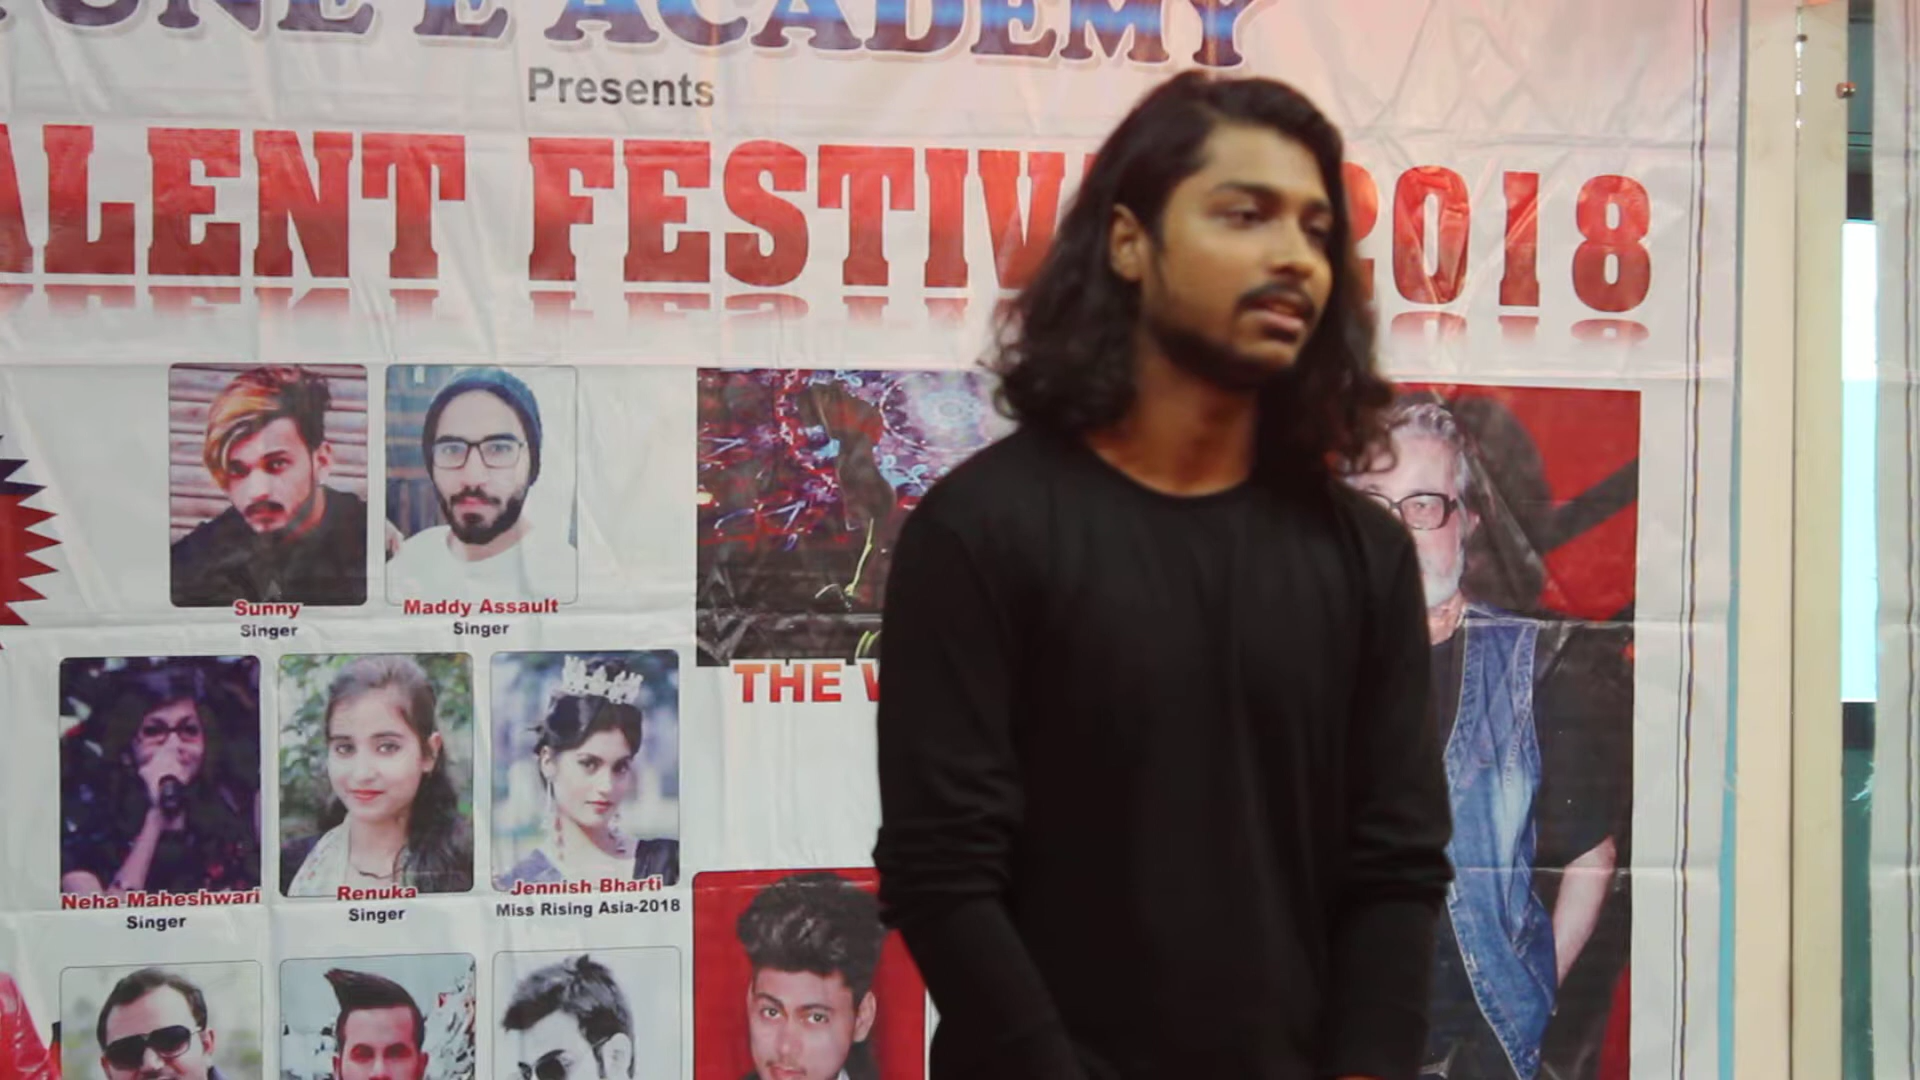 ACADEMY
Presents
ALENT FESTIV 2018
Sunny
Singer
Maddy Assault
Singer
THE
Neha Maheshwari
Singer
Renuka
Singer
Jennish Bharti
Miss Rising Asia-2018